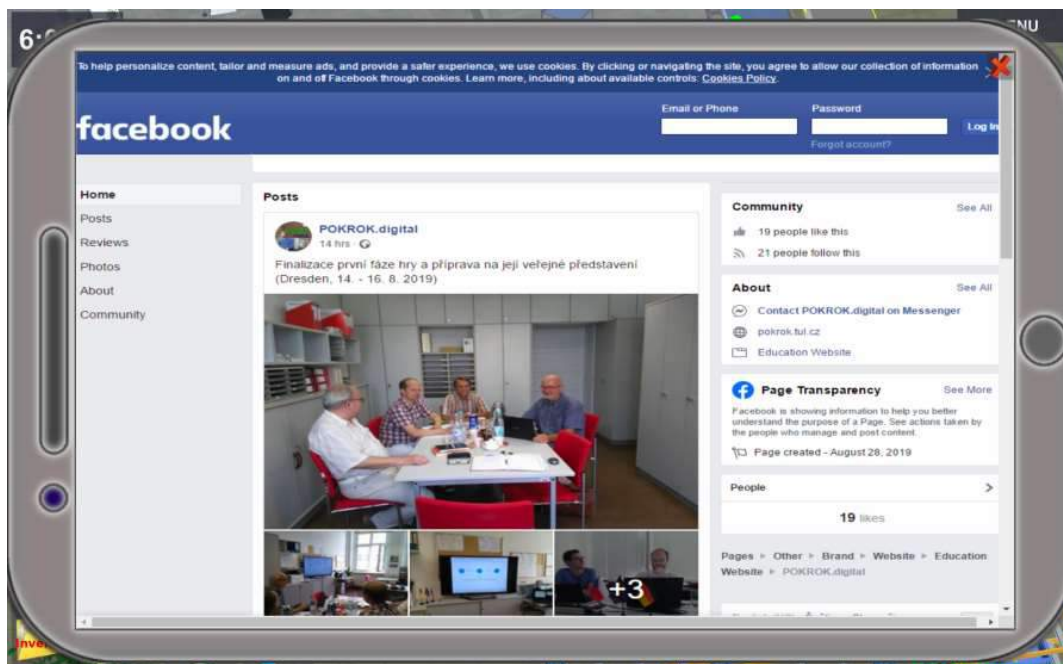 To help personalize content, tailor and measure ads, and provide a safer experience, we use cookies. By clicking or navigating the site, you agree to allow our collection of information
on and off Facebook through cookies. Learn more, including about available controls: Cookies Policy.
facebook
Email or Phone
Password
Log In
Forgot account?
Home
Posts
Reviews
Photos
About
Community
Posts
POKROK.digital
14 hrs ·
Finalizace první fáze hry a příprava na její veřejné představení
(Dresden, 14. - 16. 8. 2019)
+3
Community
See All
19 people like this
21 people follow this
About
See All
Contact POKROK.digital on Messenger
pokrok.tul.cz
Education Website
Page Transparency
See More
Facebook is showing information to help you better
understand the purpose of a Page. See actions taken by
the people who manage and post content.
Page created - August 28, 2019
People
19 likes
Pages Other Brand Website Education
Website POKROK.digital